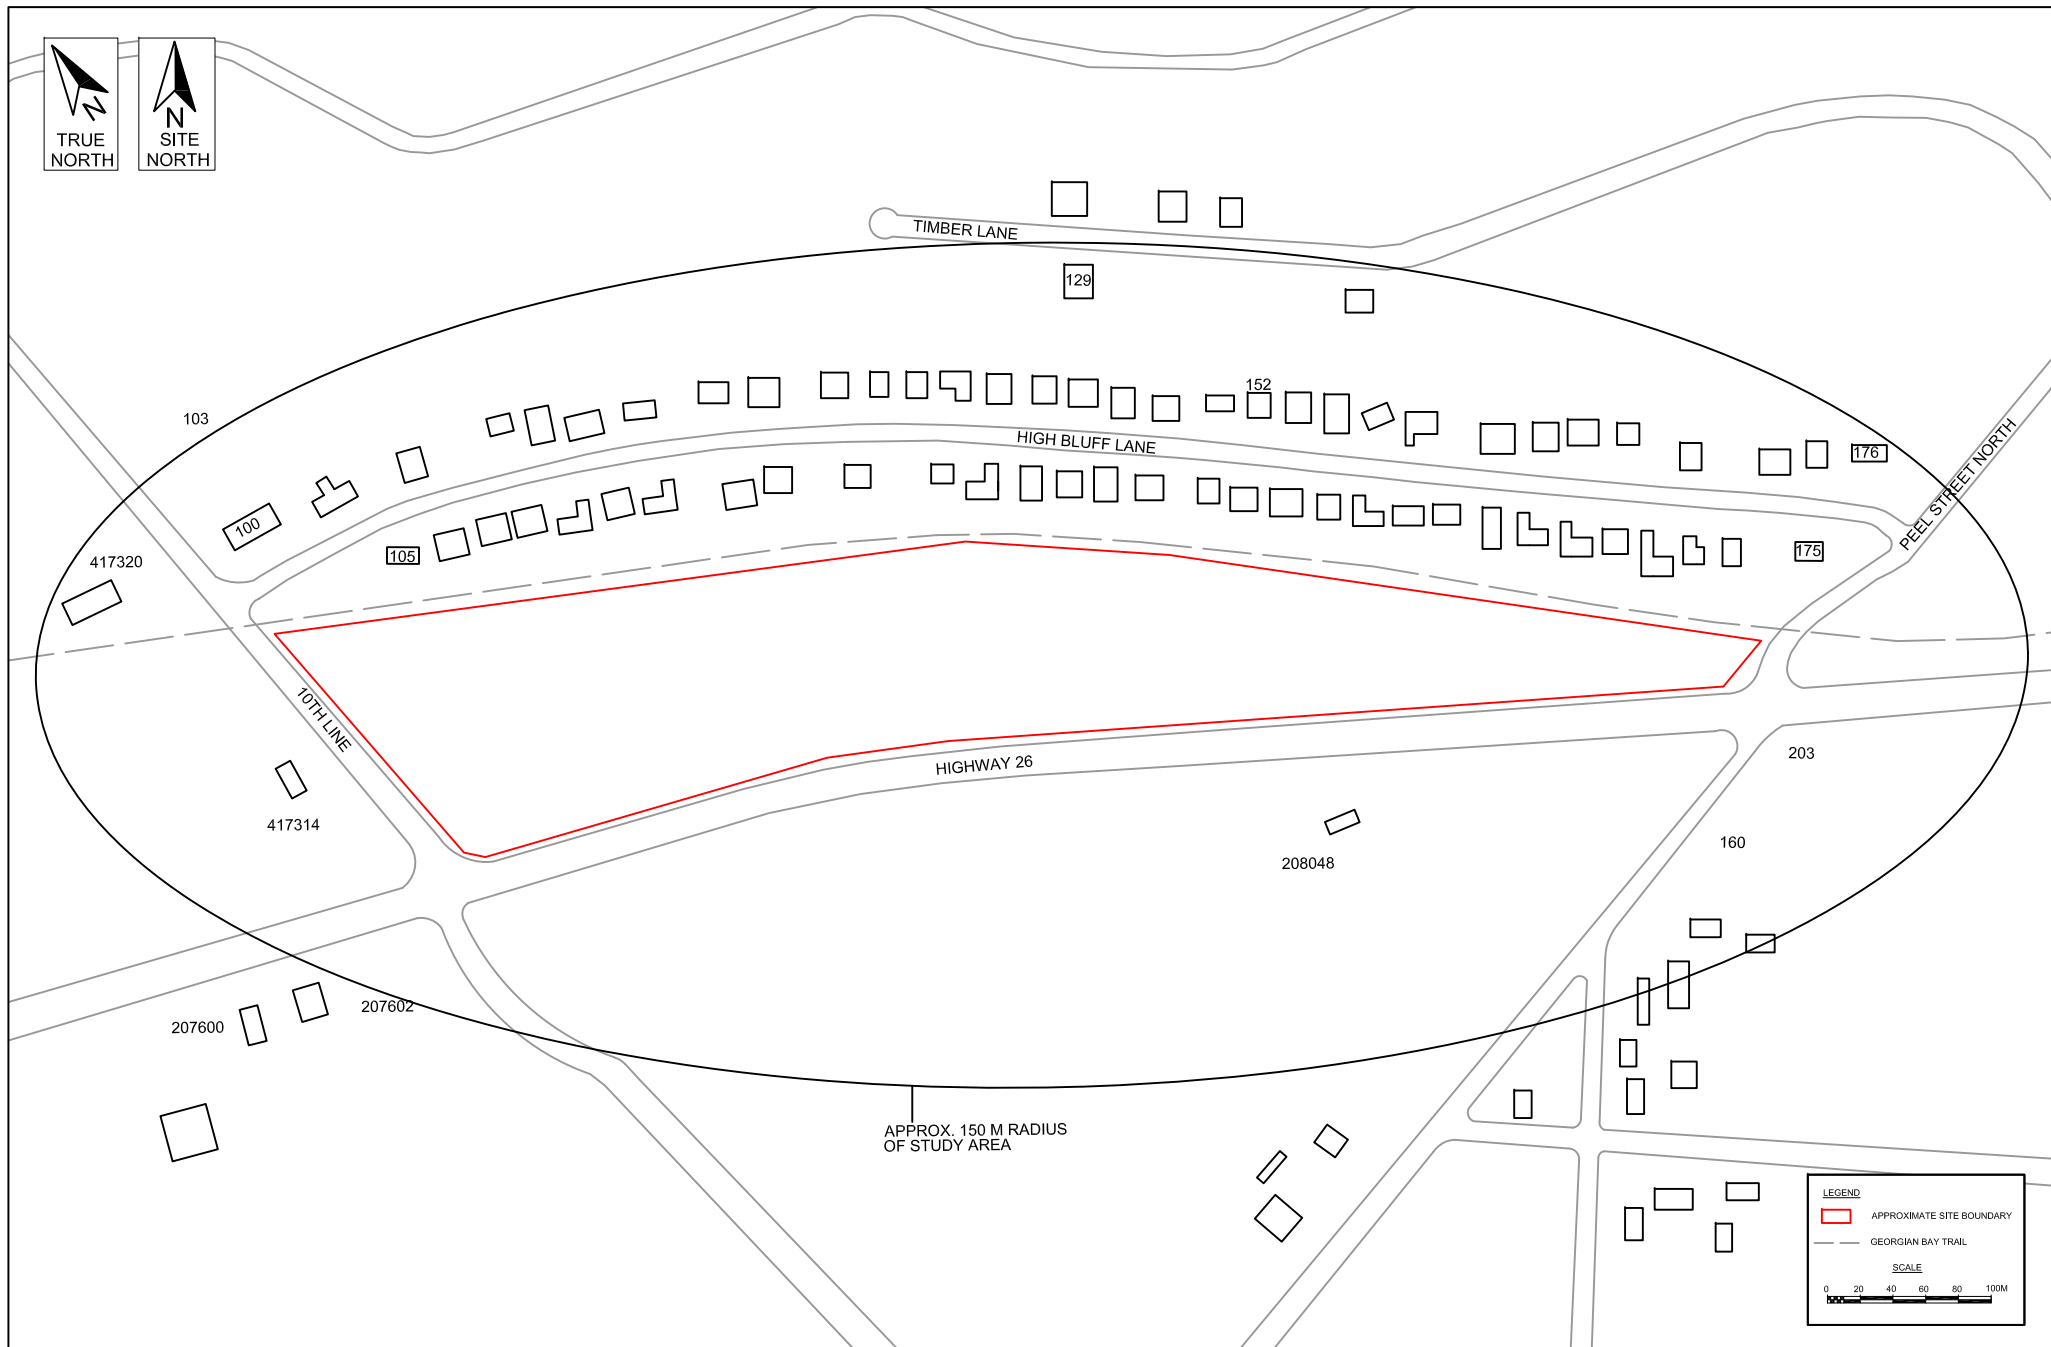 N
TRUE
NORTH
N
SITE
NORTH
TIMBER LANE
129
152
103
HIGH BLUFF LANE
176
PEEL STREET NORTH
100
105
175
417320
10TH LINE
203
HIGHWAY 26
417314
160
208048
207602
207600
APPROX. 150 M RADIUS
OF STUDY AREA
LEGEND
APPROXIMATE SITE BOUNDARY
GEORGIAN BAY TRAIL
SCALE
0 20 40 60 80 100M